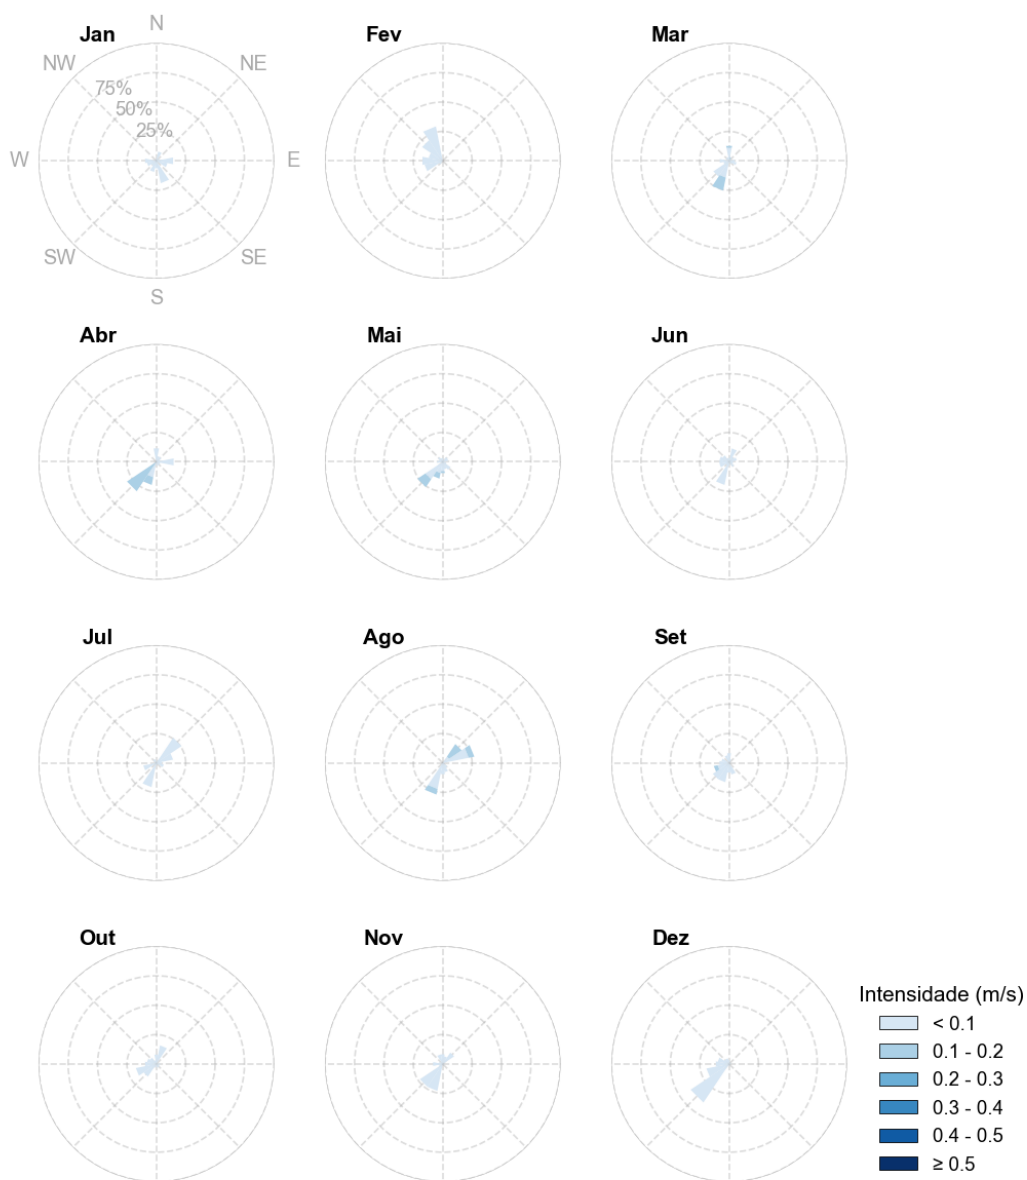 Jan
N
Fev
Mar
NW
NE
75%
50%
25%
W
E
SW
SE
S
Abr
Mai
Jun
Jul
Ago
Set
Out
Nov
Dez
Intensidade (m/s)
< 0.1
0.1 - 0.2
0.2 - 0.3
0.3 - 0.4
0.4 - 0.5
≥ 0.5